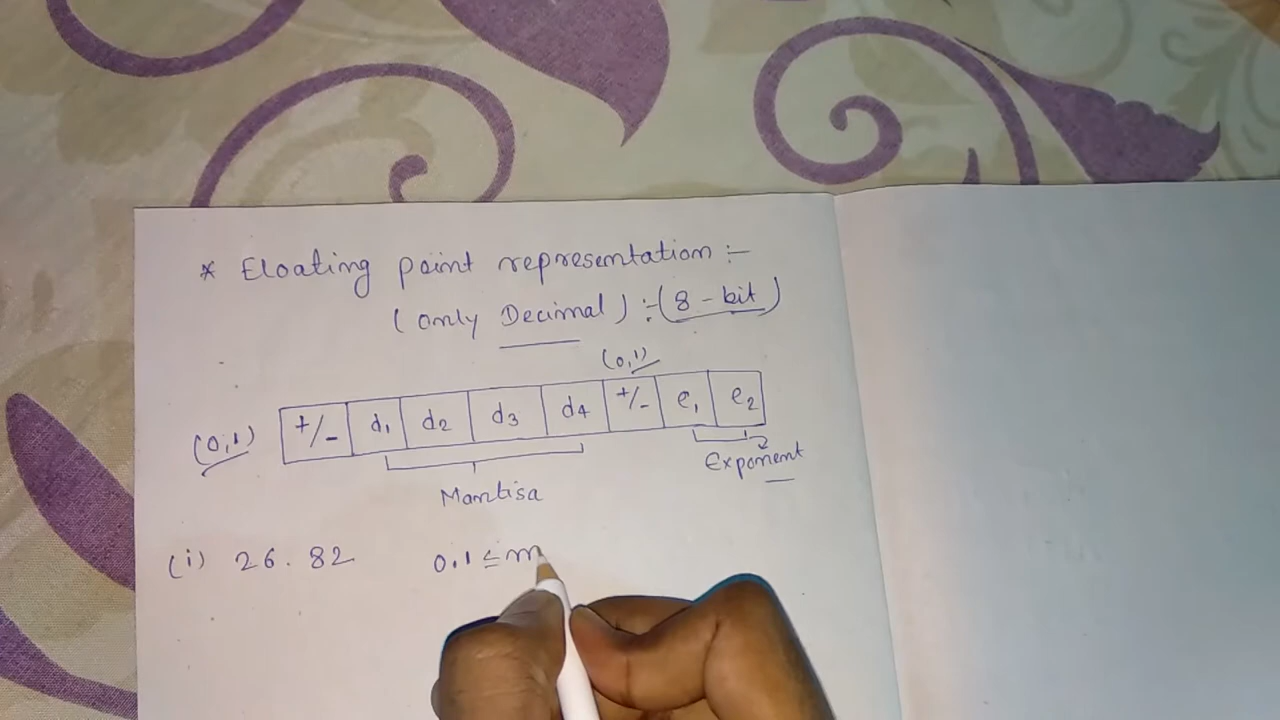 * Eloating point representation :-
(only Decimal) :- (8 - bit)
(0,1)
(0,1) +/- d1 d2 d3 d4 +/- e1 e2
Exponent
Mantisa
(i) 26.82 0.1 ≤ m